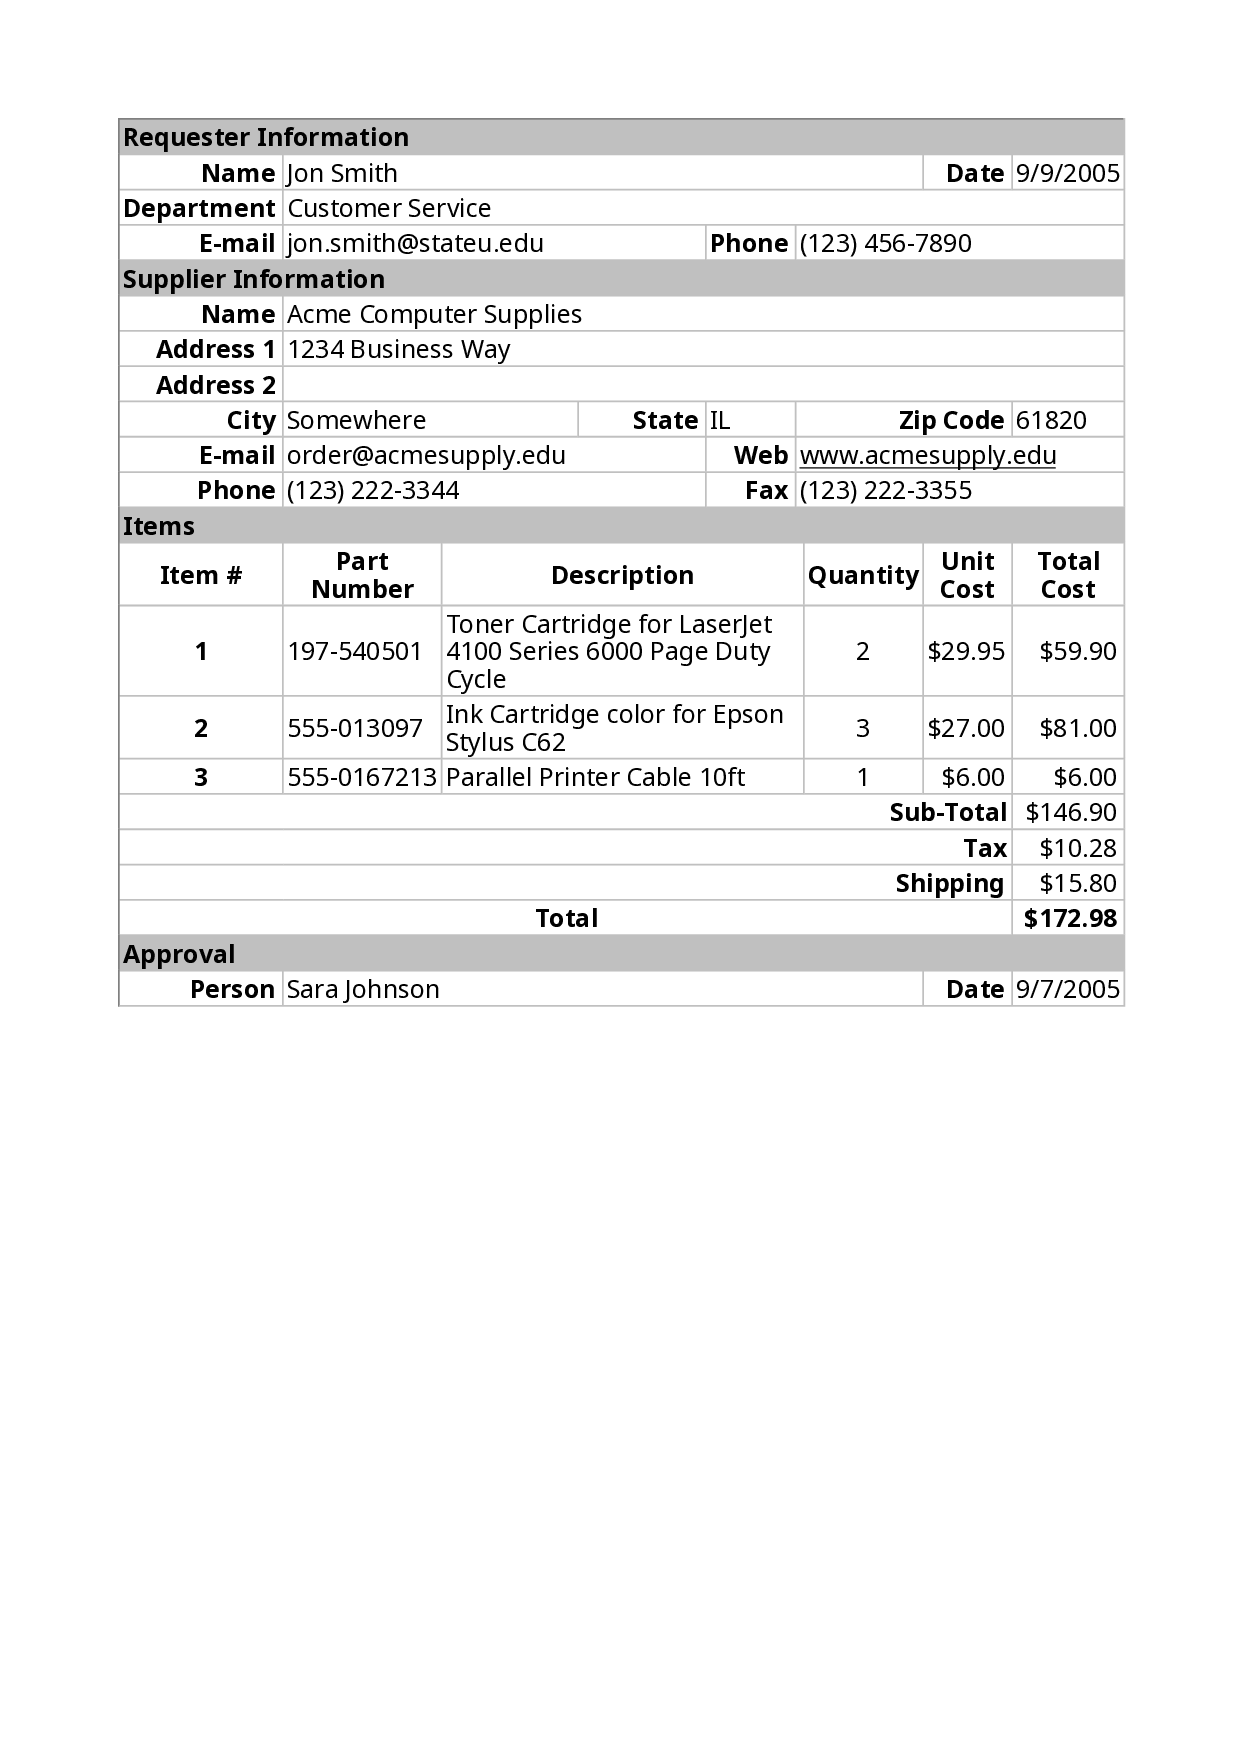 Requester Information
Name Jon Smith Date 9/9/2005
Department Customer Service
E-mail jon.smith@stateu.edu Phone (123) 456-7890
Supplier Information
Name Acme Computer Supplies
Address 1 1234 Business Way
Address 2
City Somewhere State IL Zip Code 61820
E-mail order@acmesupply.edu Web www.acmesupply.edu
Phone (123) 222-3344 Fax (123) 222-3355
Items
Item # Part Number Description Quantity Unit Cost Total Cost
1 197-540501 Toner Cartridge for LaserJet 4100 Series 6000 Page Duty Cycle 2 $29.95 $59.90
2 555-013097 Ink Cartridge color for Epson Stylus C62 3 $27.00 $81.00
3 555-0167213 Parallel Printer Cable 10ft 1 $6.00 $6.00
Sub-Total $146.90
Tax $10.28
Shipping $15.80
Total $172.98
Approval
Person Sara Johnson Date 9/7/2005